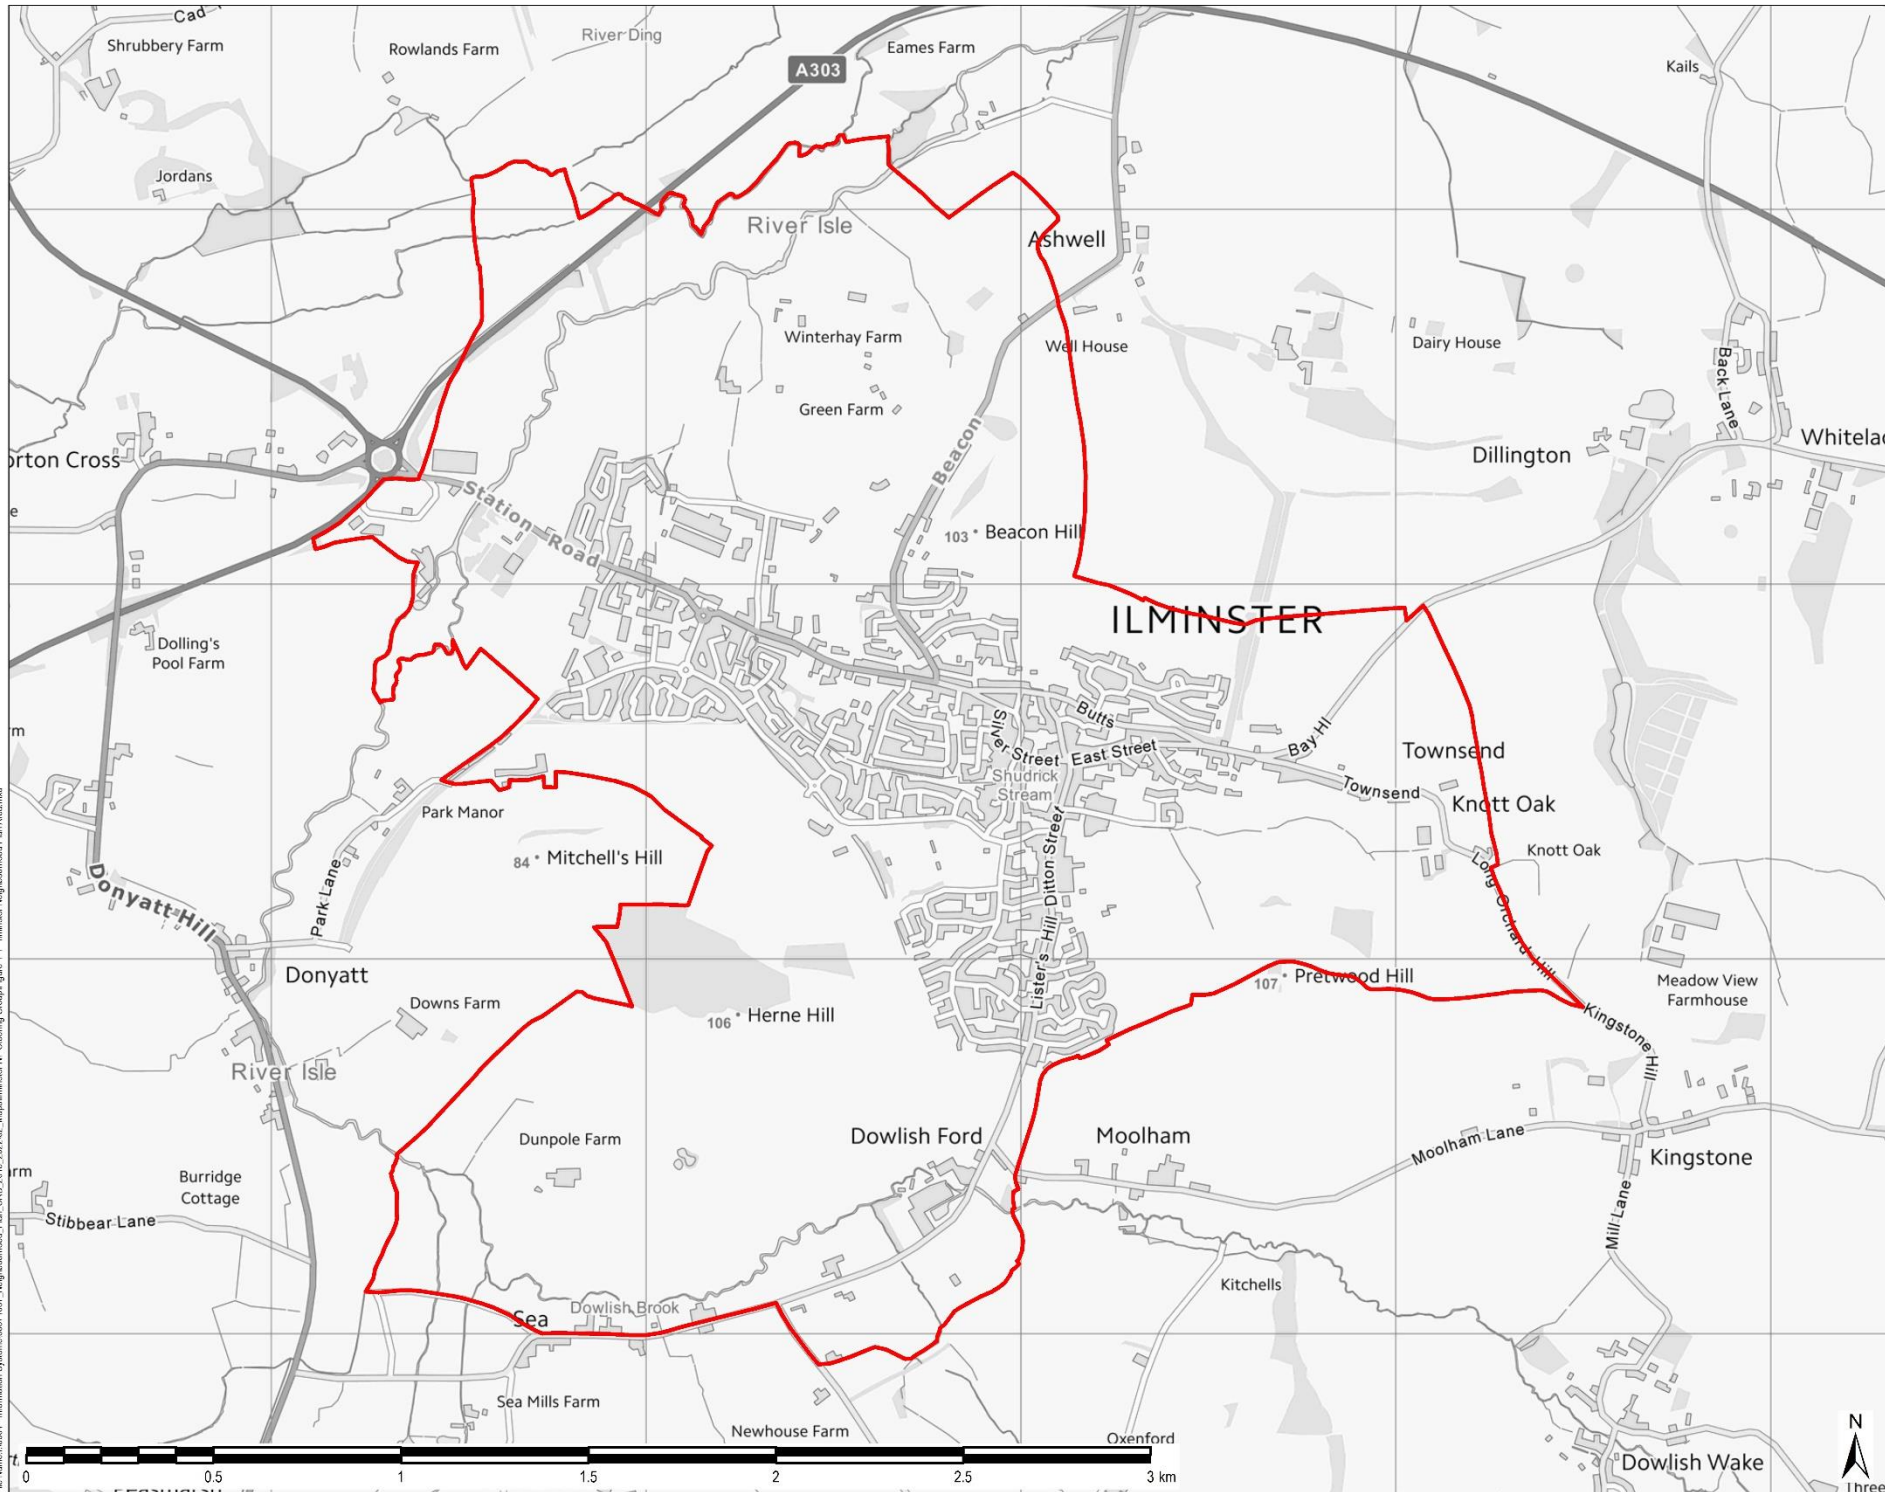 Cad
Shrubbery Farm
Rowlands Farm
River Ding
A303
Eames Farm
Kails
Jordans
River Isle
Ashwell
Winterhay Farm
Well House
Dairy House
Back Lane
Green Farm
Beacon
Whitelac
orton Cross
Dillington
Station Road
103 Beacon Hill
ILMINSTER
Dolling's
Pool Farm
Butts
Silver Street
East Street
Bay Hl
Townsend
Shudrick
Stream
Townsend
Knott Oak
Park Manor
Ditton Street
84 Mitchell's Hill
Knott Oak
Long Orchard Hill
Donyatt Hill
Park Lane
Lister's Hill
Donyatt
107 Pretwood Hill
Meadow View
Farmhouse
Downs Farm
106 Herne Hill
Kingstone Hill
River Isle
Dunpole Farm
Dowlish Ford
Moolham
Moolham Lane
Kingstone
arm
Burridge
Cottage
Stibbear Lane
Mill Lane
Kitchells
Dowlish Brook
Sea
Sea Mills Farm
Newhouse Farm
Oxenford
N
Dowlish Wake
0 0.5 1 1.5 2 2.5 3 km
Three